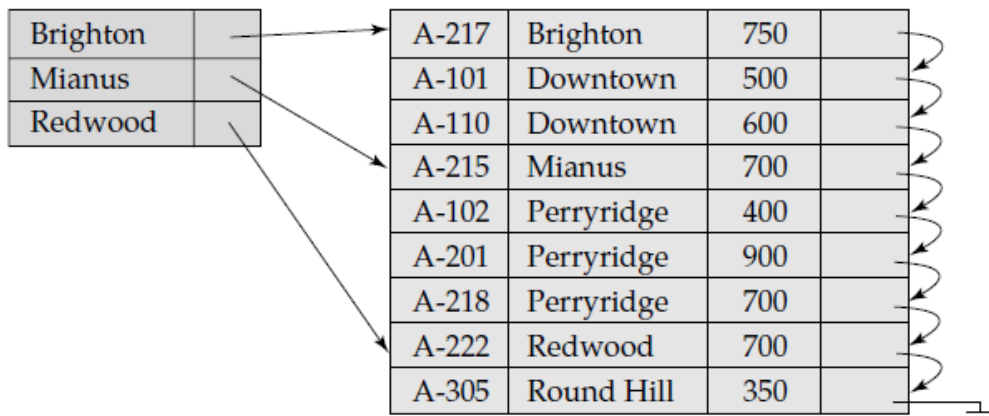 Brighton
Mianus
Redwood
A-217 Brighton 750
A-101 Downtown 500
A-110 Downtown 600
A-215 Mianus 700
A-102 Perryridge 400
A-201 Perryridge 900
A-218 Perryridge 700
A-222 Redwood 700
A-305 Round Hill 350